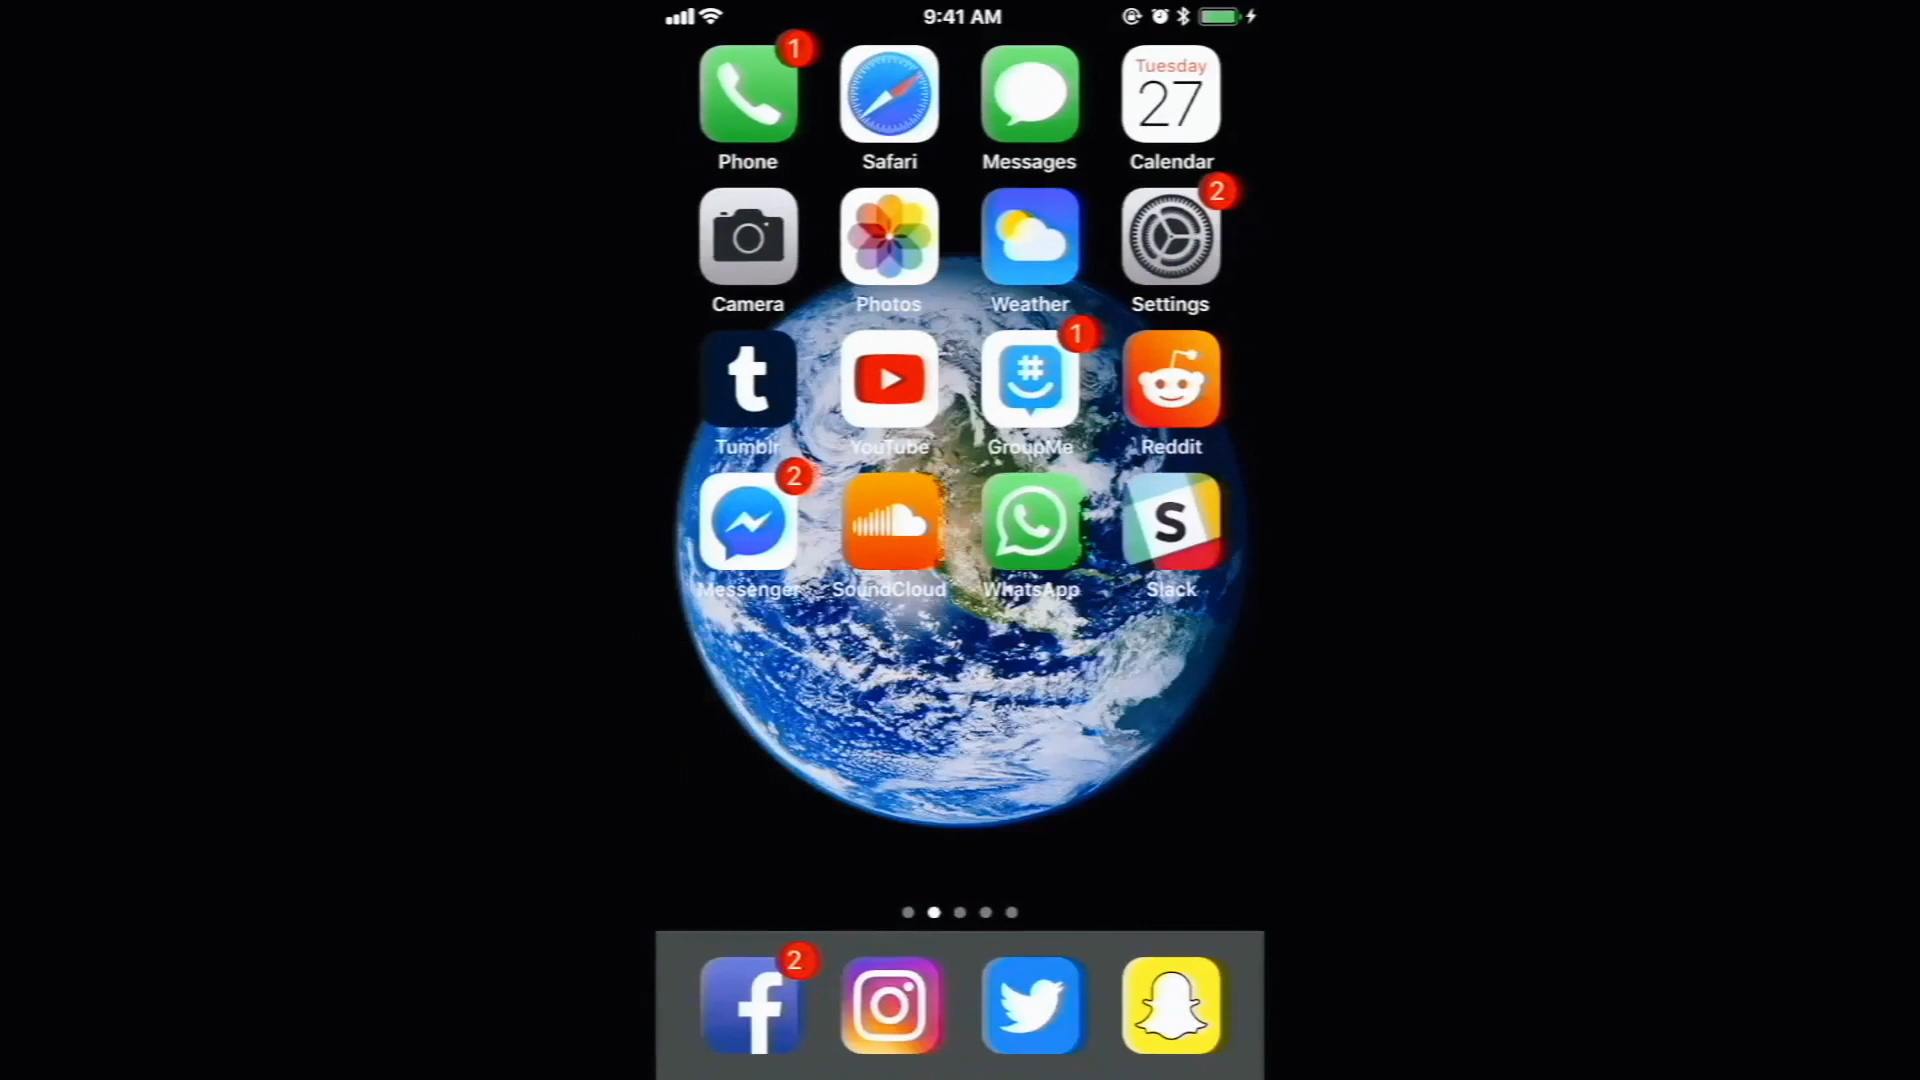 9:41 AM
1
Tuesday
27
Phone Safari Messages Calendar
2
Camera Photos Weather Settings
1
Tumblr YouTube GroupMe Reddit
2
S
Messenger SoundCloud WhatsApp Slack
2